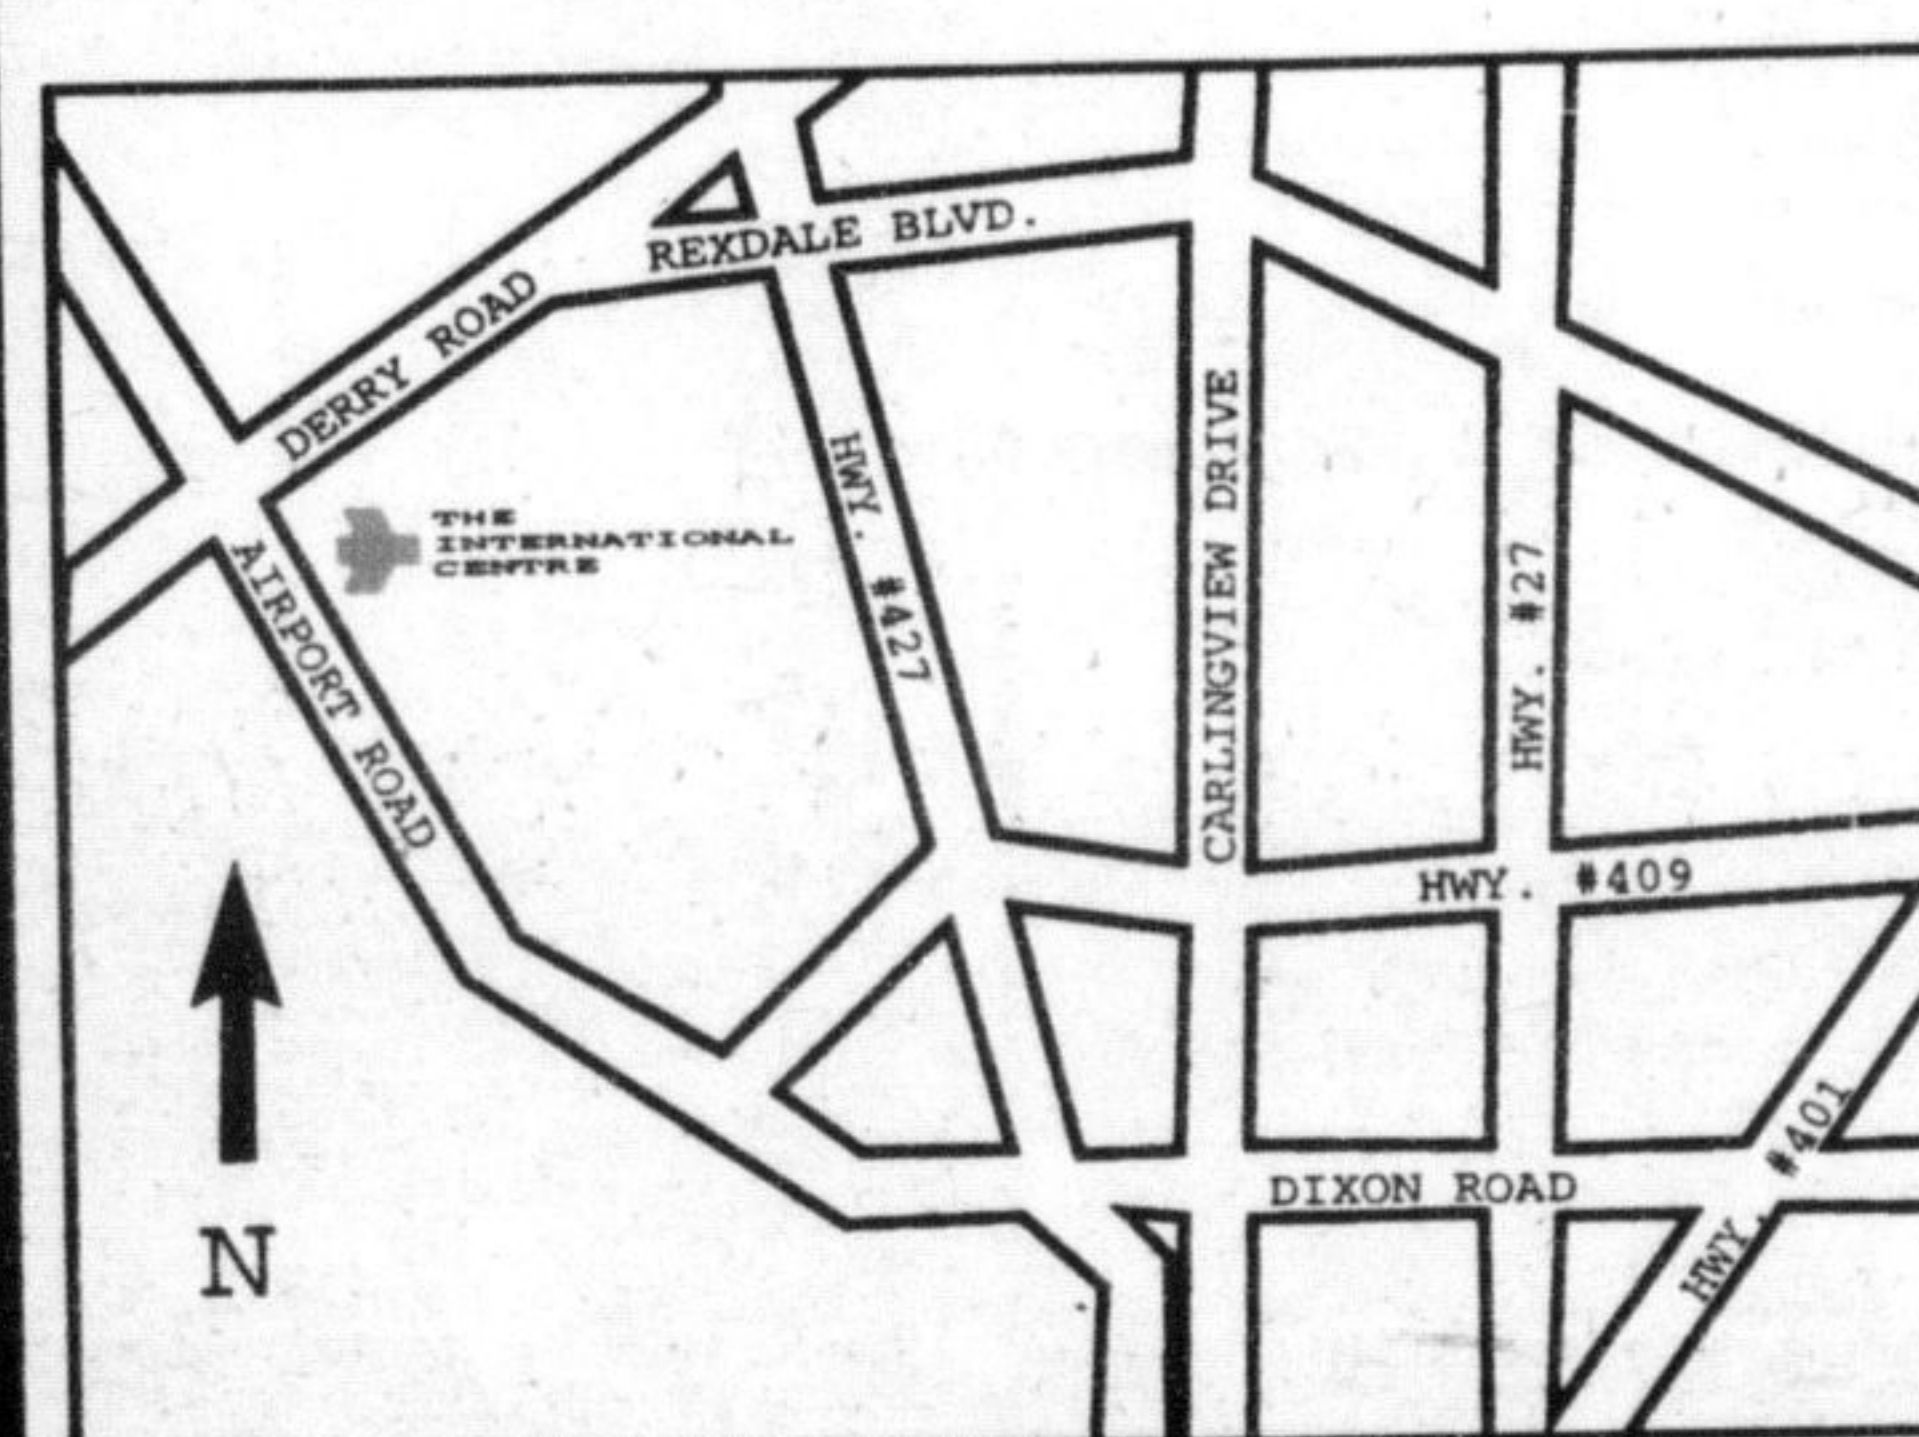 REXDALE BLVD.
DERRY ROAD
THE
INTERNATIONAL
CENTRE
AIRPORT ROAD
HWY. #427
CARLINGVIEW DRIVE
HWY. #27
HWY. #409
HWY. #401
DIXON ROAD
N